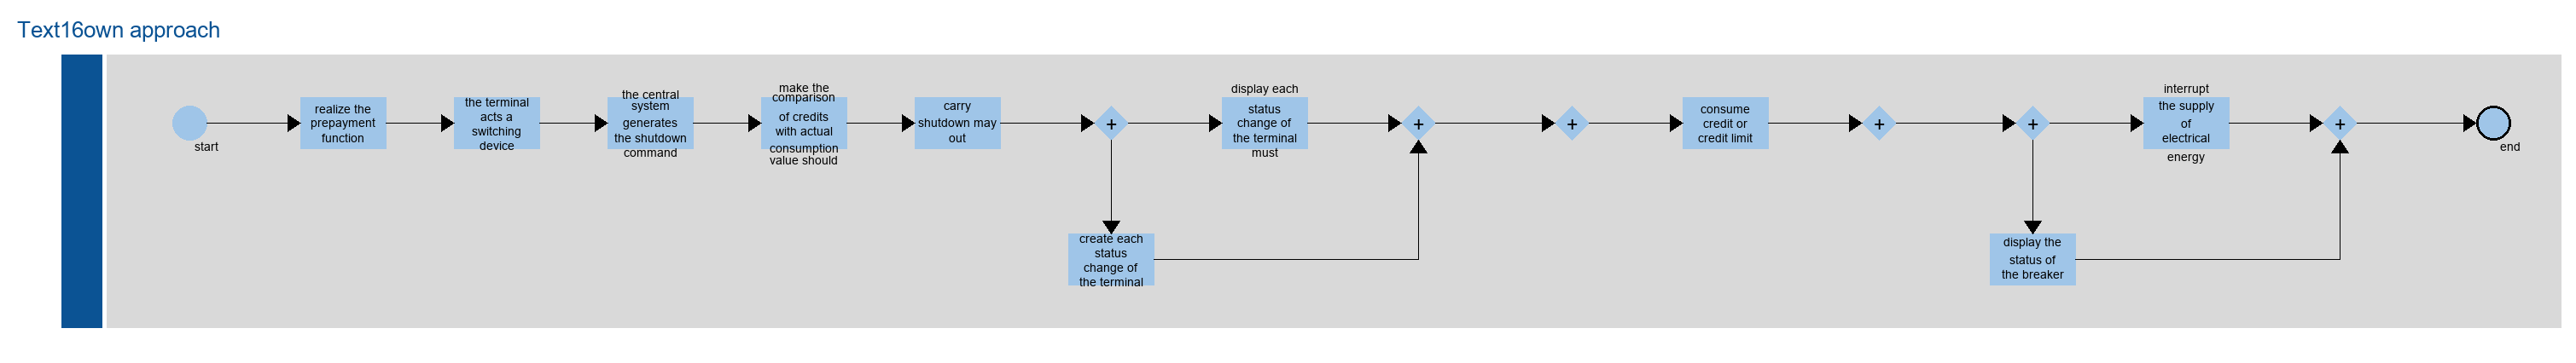 Text16own approach
start
realize the
prepayment
function
the terminal
acts a
switching
device
the central
system
generates
the shutdown
command
make the
comparison
of credits
with actual
consumption
value should
carry
shutdown may
out
+
create each
status
change of
the terminal
display each
status
change of
the terminal
must
+
+
consume
credit or
credit limit
+
+
display the
status of
the breaker
interrupt
the supply
of
electrical
energy
+
end